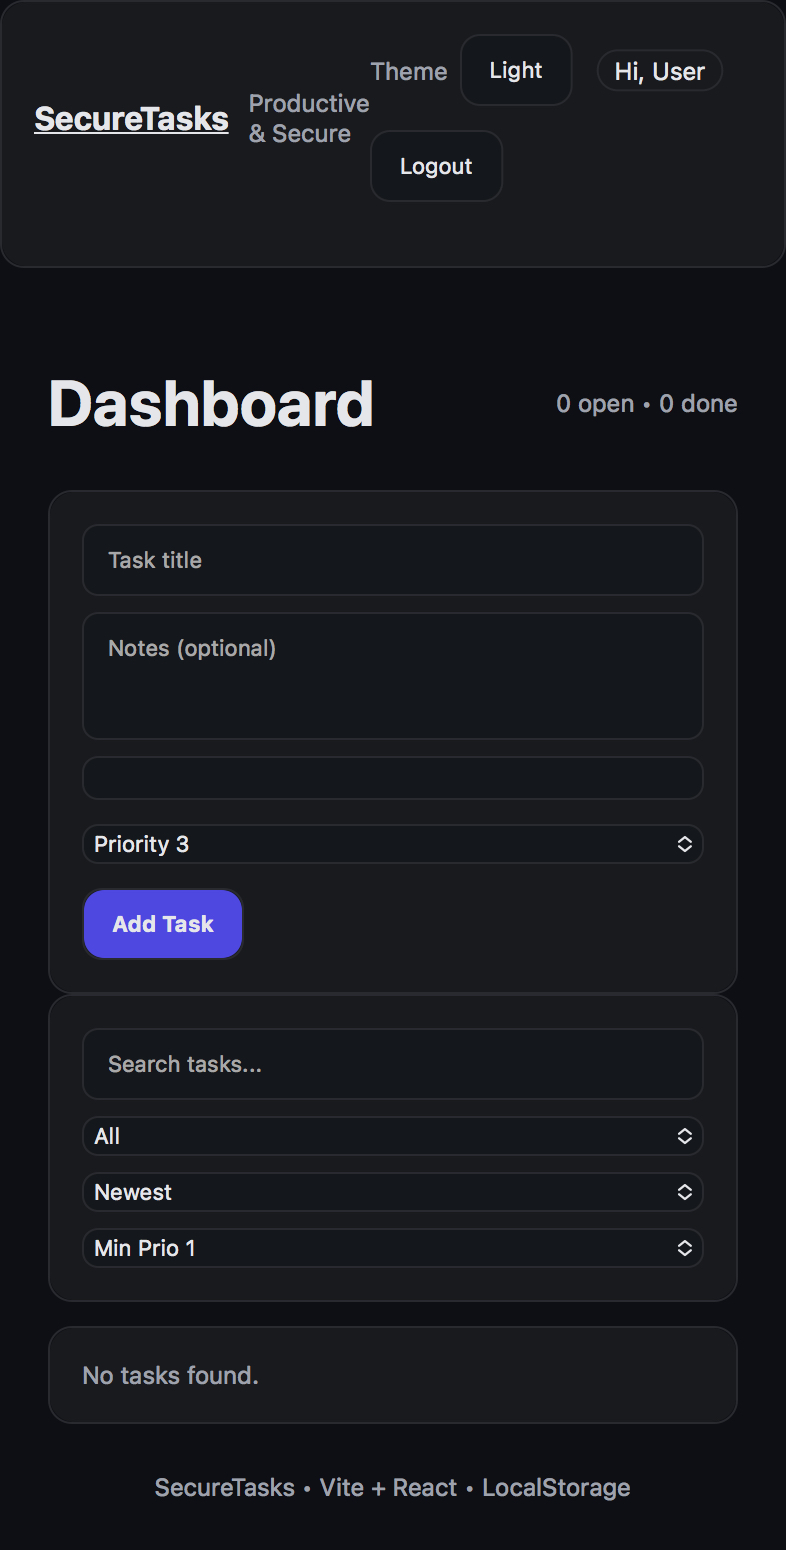 SecureTasks
Productive
& Secure
Theme
Light
Hi, User
Logout
Dashboard
0 open • 0 done
Task title
Notes (optional)
Priority 3
Add Task
Search tasks...
All
Newest
Min Prio 1
No tasks found.
SecureTasks • Vite + React • LocalStorage